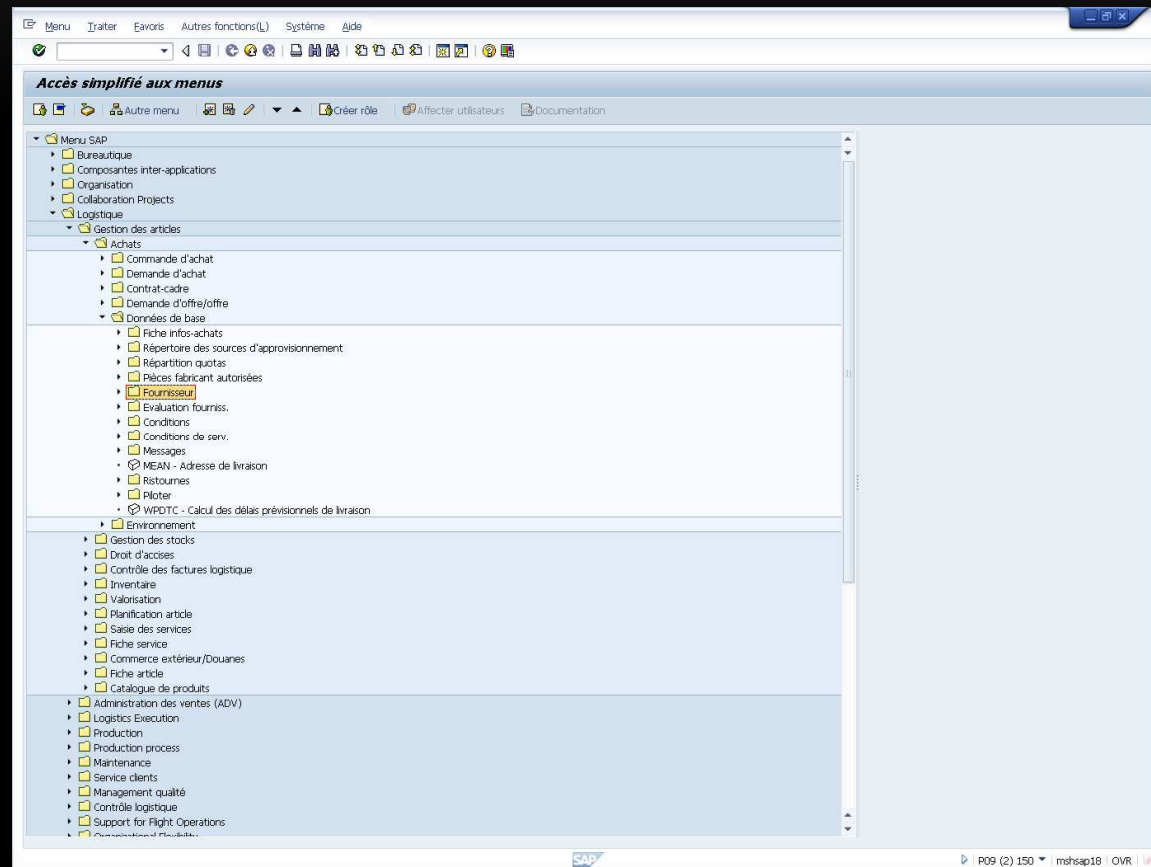 Menu Traiter Favoris Autres fonctions(L) Système Aide
Accès simplifié aux menus
Autre menu Créer rôle Affecter utilisateurs Documentation
Menu SAP
Bureautique
Composantes inter-applications
Organisation
Collaboration Projects
Logistique
Gestion des articles
Achats
Commande d'achat
Demande d'achat
Contrat-cadre
Demande d'offre/offre
Données de base
Fiche infos-achats
Répertoire des sources d'approvisionnement
Répartition quotas
Pièces fabricant autorisées
Fournisseur
Evaluation fourniss.
Conditions
Conditions de serv.
Messages
MEAN - Adresse de livraison
Ristournes
Piloter
WPDTC - Calcul des délais prévisionnels de livraison
Environnement
Gestion des stocks
Droit d'accises
Contrôle des factures logistique
Inventaire
Valorisation
Planification article
Saisie des services
Fiche service
Commerce extérieur/Douanes
Fiche article
Catalogue de produits
Administration des ventes (ADV)
Logistics Execution
Production
Production process
Maintenance
Service clients
Management qualité
Contrôle logistique
Support for Flight Operations
Organizational Flexibility
SAP P09 (2) 150 mshsap18 OVR